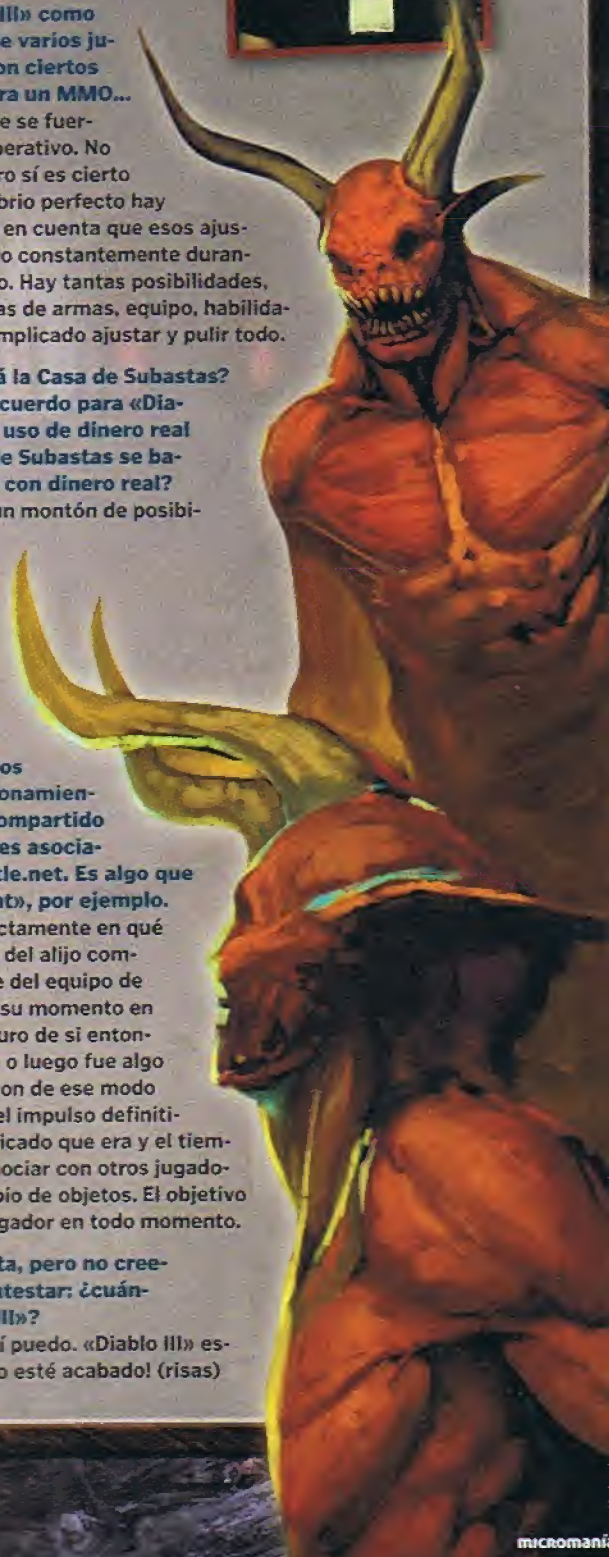 III» como
e varios ju-
on ciertos
ra un MMO...
e se fuer-
perativo. No
ro sí es cierto
brio perfecto hay
en cuenta que esos ajus-
o constantemente duran-
o. Hay tantas posibilidades,
as de armas, equipo, habilida-
mplicado ajustar y pulir todo.
á la Casa de Subastas?
cuerdo para «Dia-
uso de dinero real
e Subastas se ba-
con dinero real?
un montón de posibi-
os
onamien-
ompartido
es asocia-
tle.net. Es algo que
nt», por ejemplo.
ctamente en qué
del alijo com-
e del equipo de
su momento en
uro de si enton-
o luego fue algo
on de ese modo
el impulso definiti-
icado que era y el tiem-
ociar con otros jugado-
bio de objetos. El objetivo
gador en todo momento.
ta, pero no cree-
ntestar: ¿cuán-
III»?
í puedo. «Diablo III» es-
o esté acabado! (risas)
micromanía